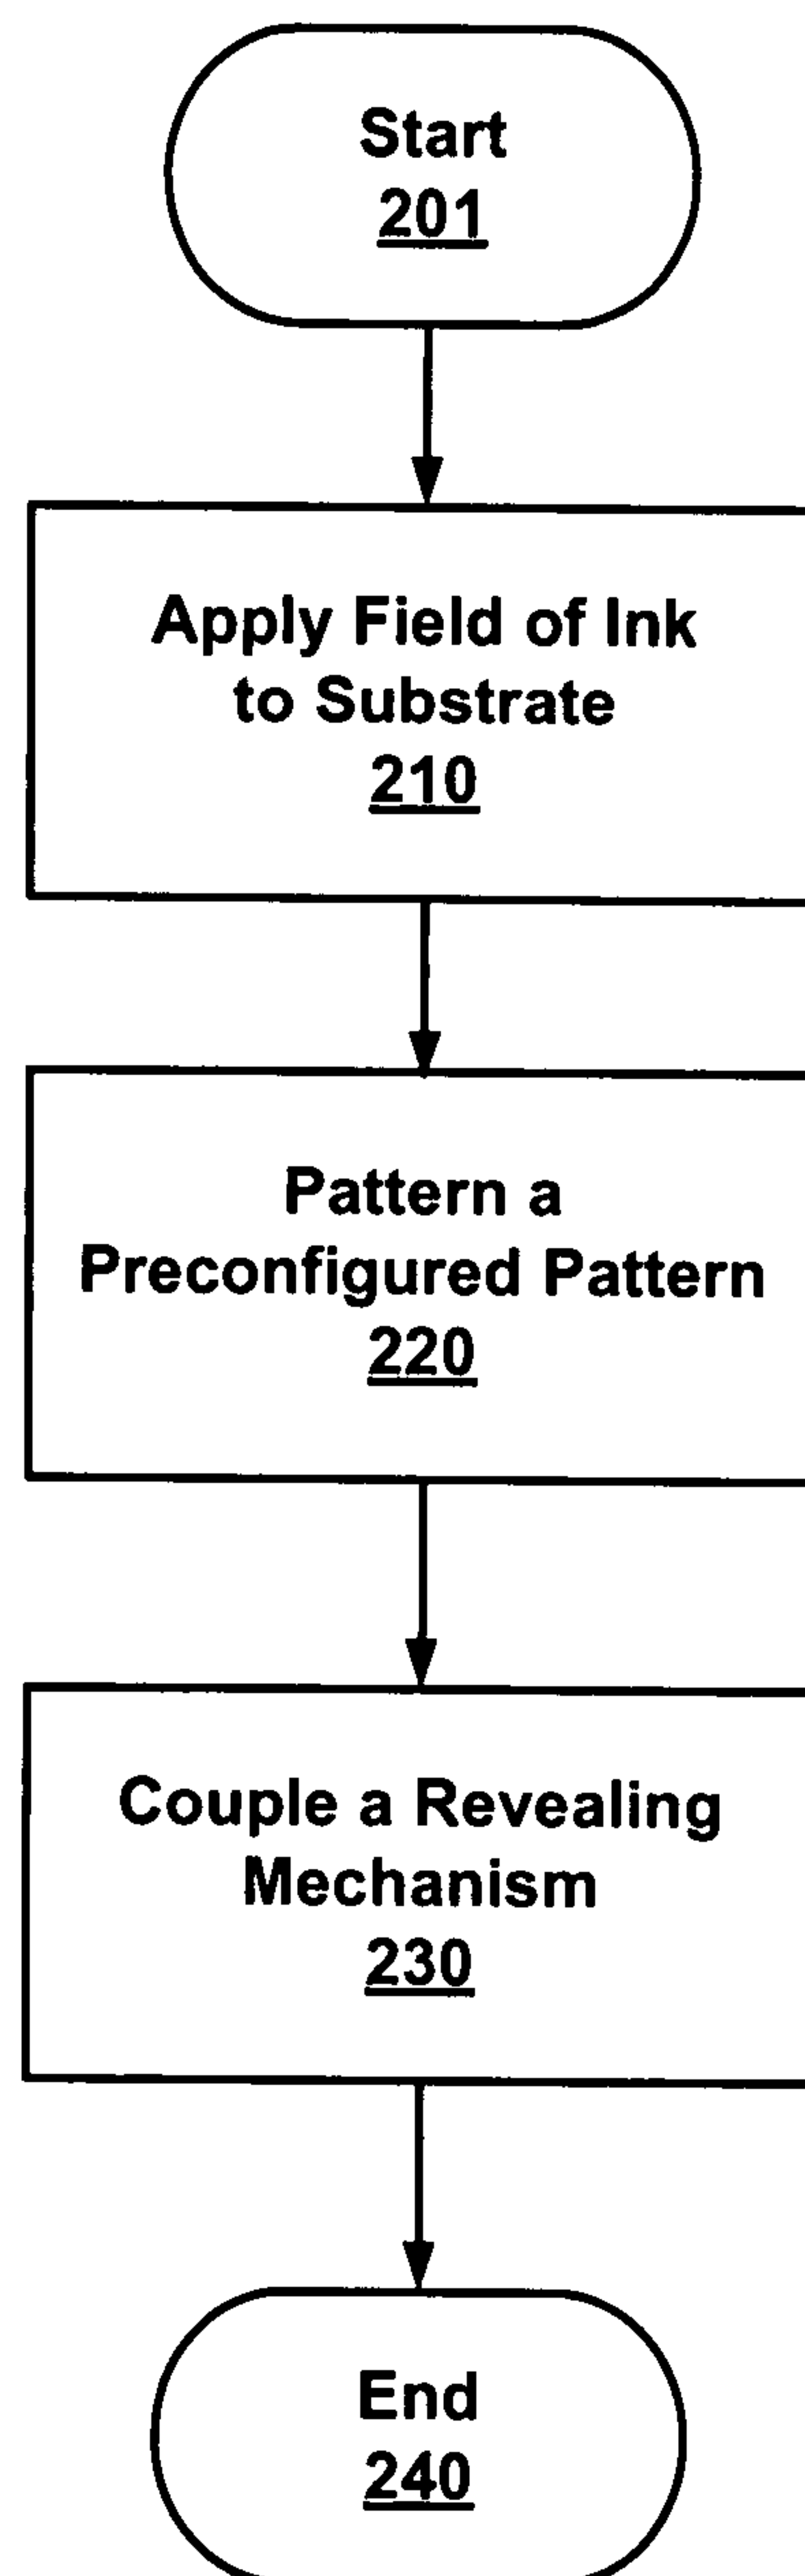 Start
201
Apply Field of Ink
to Substrate
210
Pattern a
Preconfigured Pattern
220
Couple a Revealing
Mechanism
230
End
240